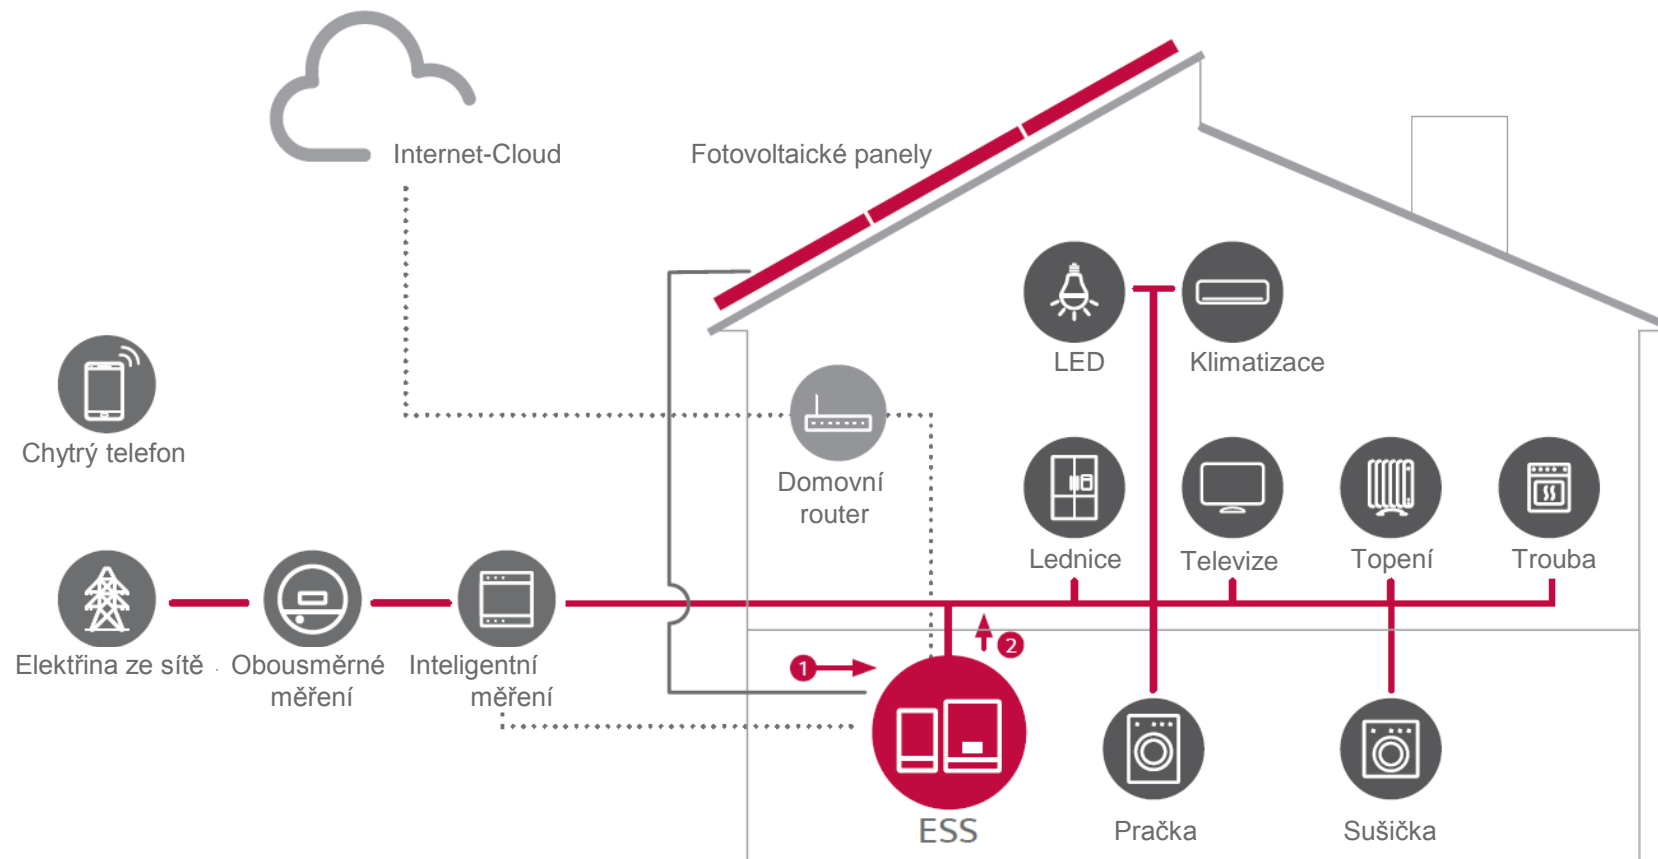 Internet-Cloud
Fotovoltaické panely
LED
Klimatizace
Chytrý telefon
Domovní
router
Lednice
Televize
Topení
Trouba
Elektřina ze sítě
Obousměrné
měření
Inteligentní
měření
1
2
ESS
Pračka
Sušička